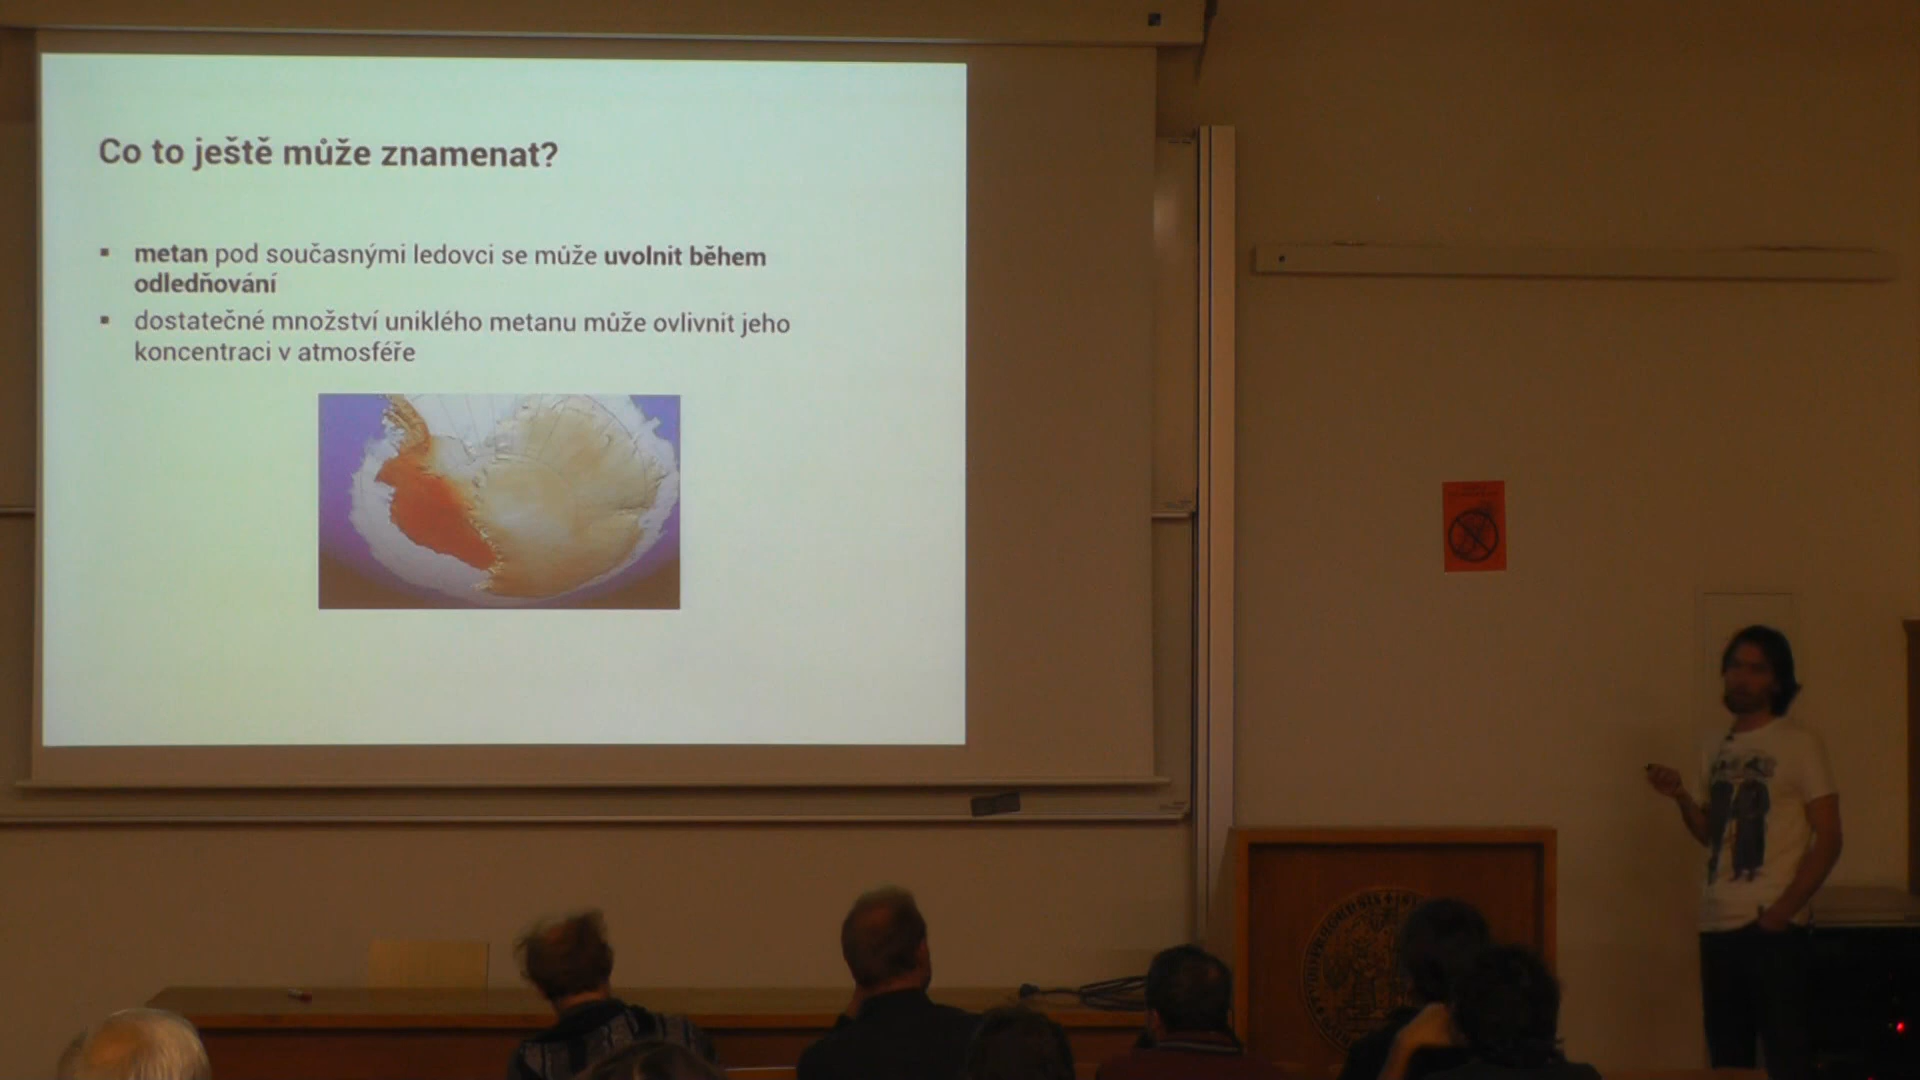 Co to ještě může znamenat?
metan pod současnými ledovci se může uvolnit během
odledňování
dostatečné množství uniklého metanu může ovlivnit jeho
koncentraci v atmosféře